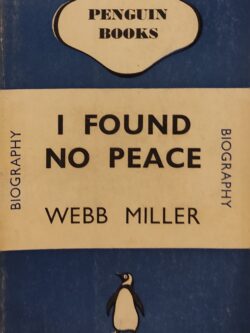 PENGUIN
BOOKS
BIOGRAPHY
I FOUND
NO PEACE
WEBB MILLER
BIOGRAPHY